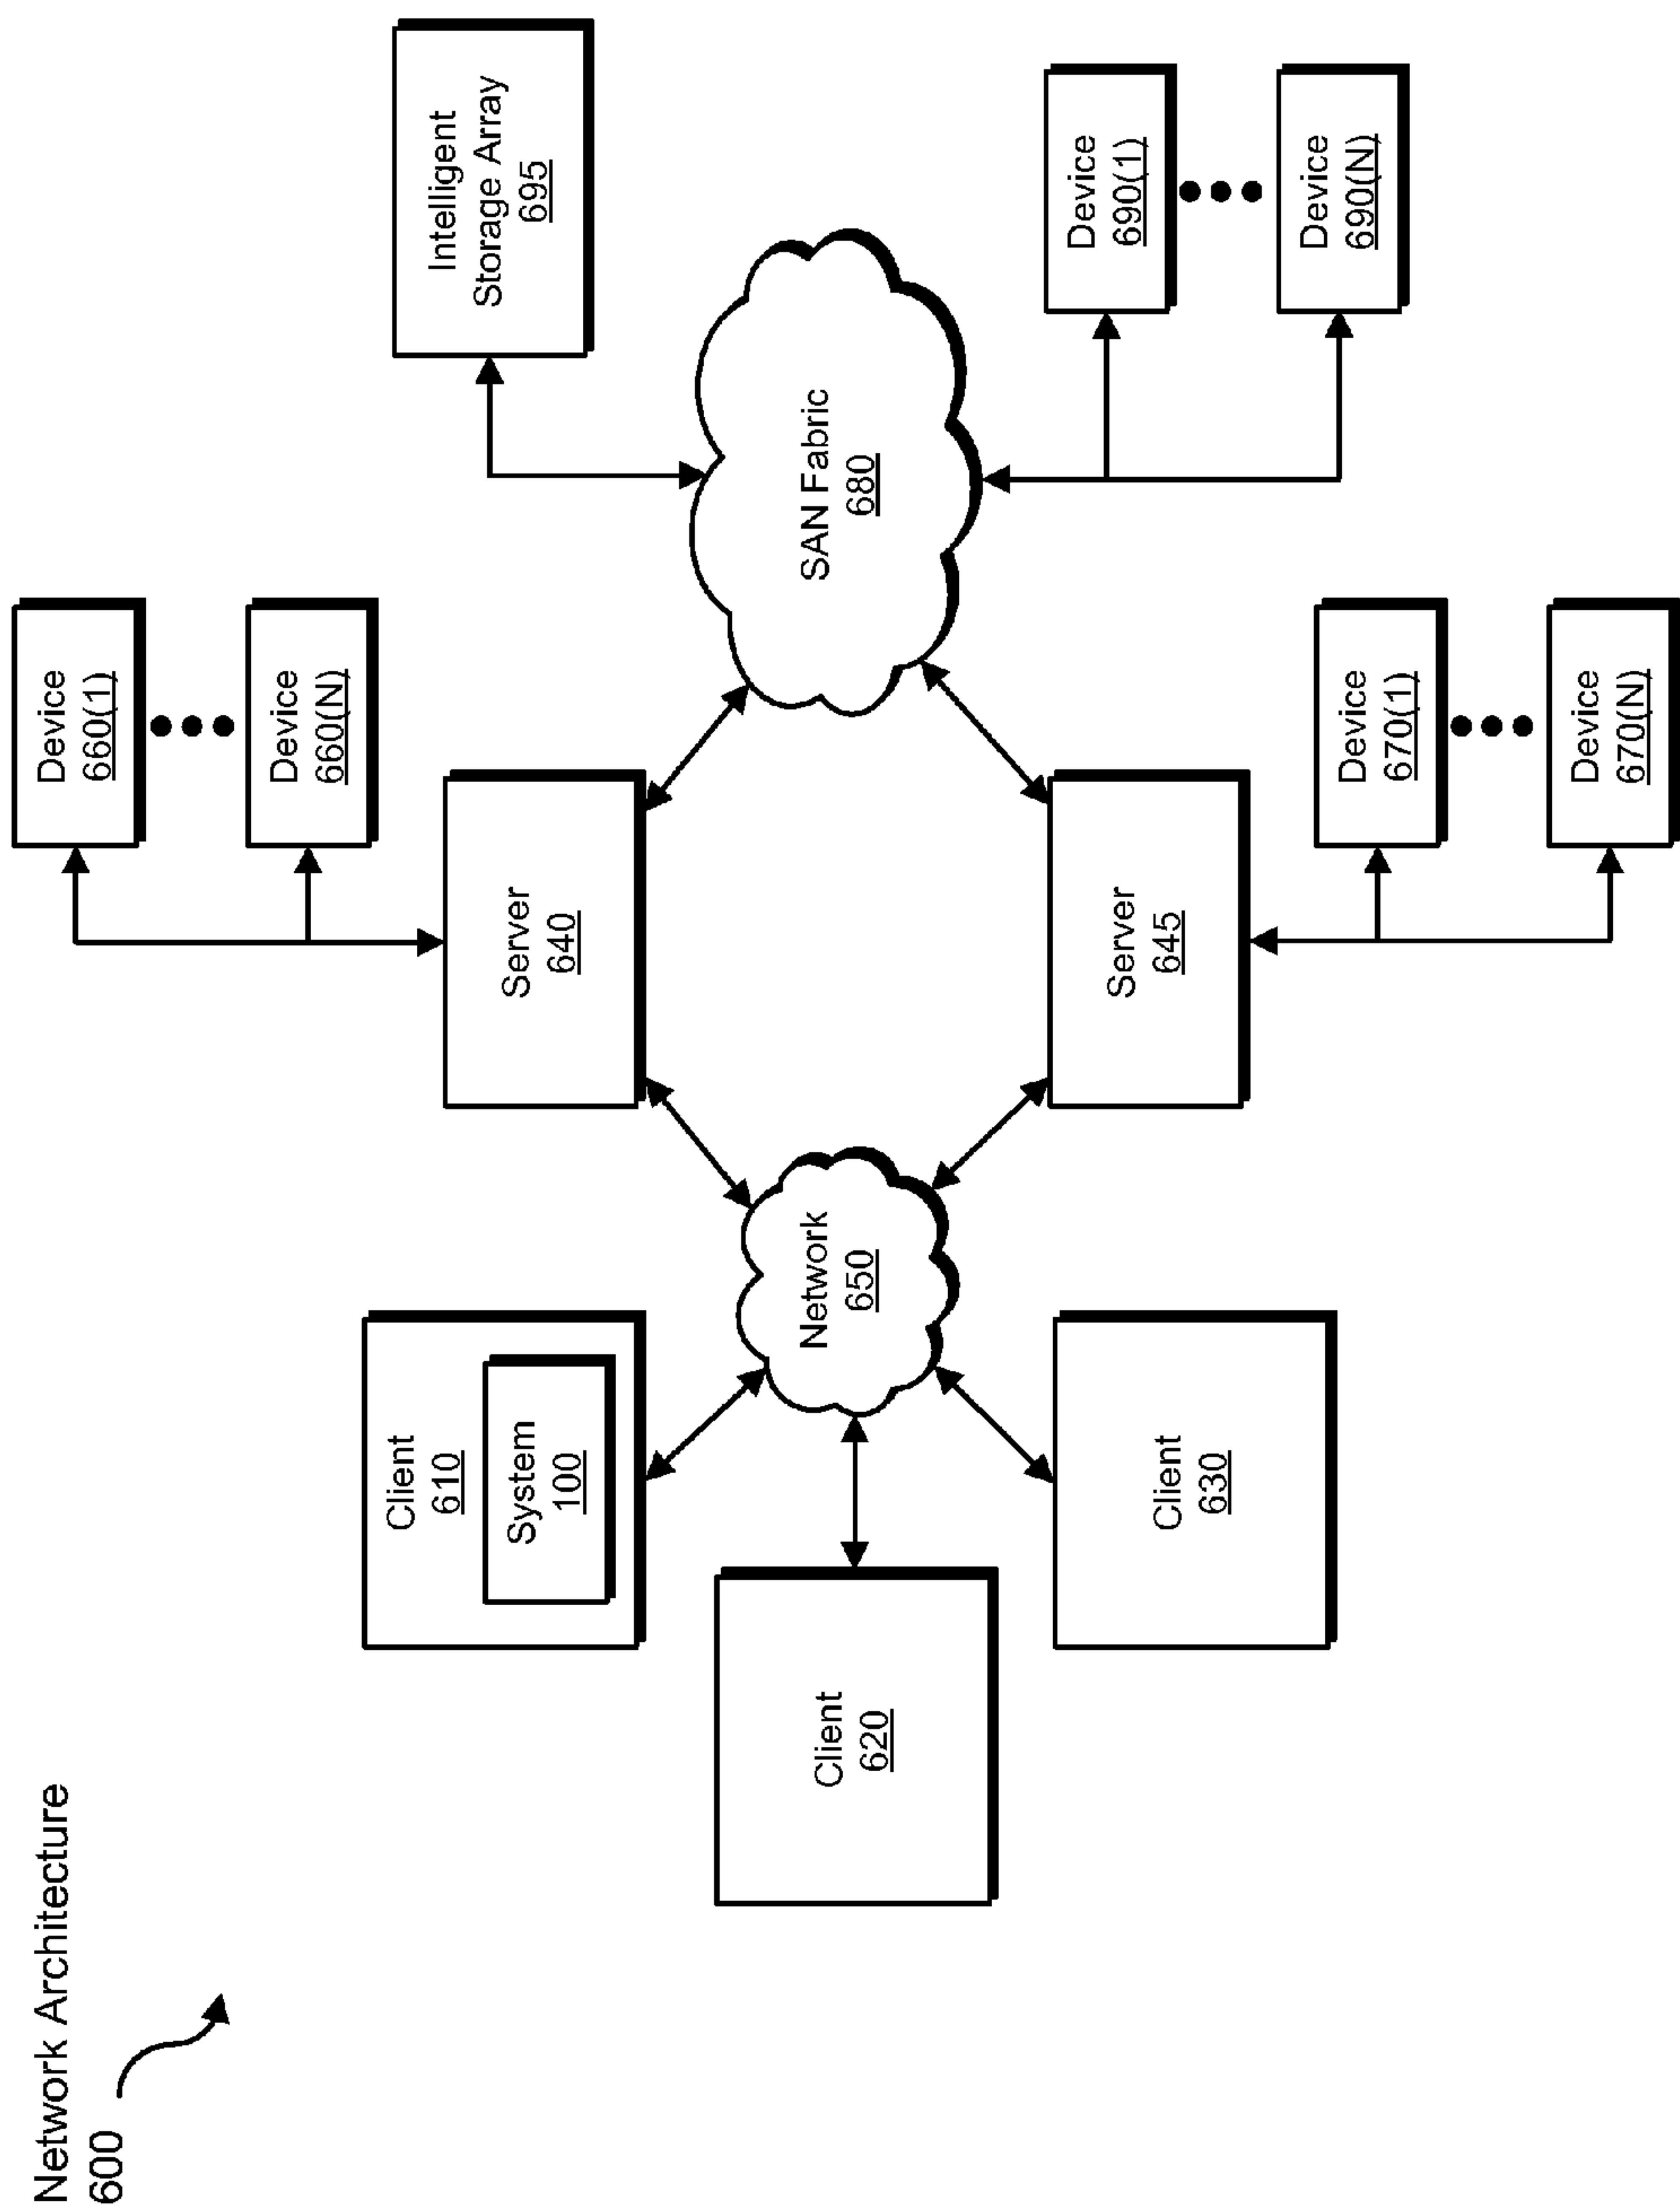 Network Architecture
600
Device
660(1)
Device
660(N)
Intelligent
Storage Array
695
Client
610
System
100
Server
640
Client
620
Network
650
SAN Fabric
680
Device
690(1)
Device
690(N)
Client
630
Server
645
Device
670(1)
Device
670(N)